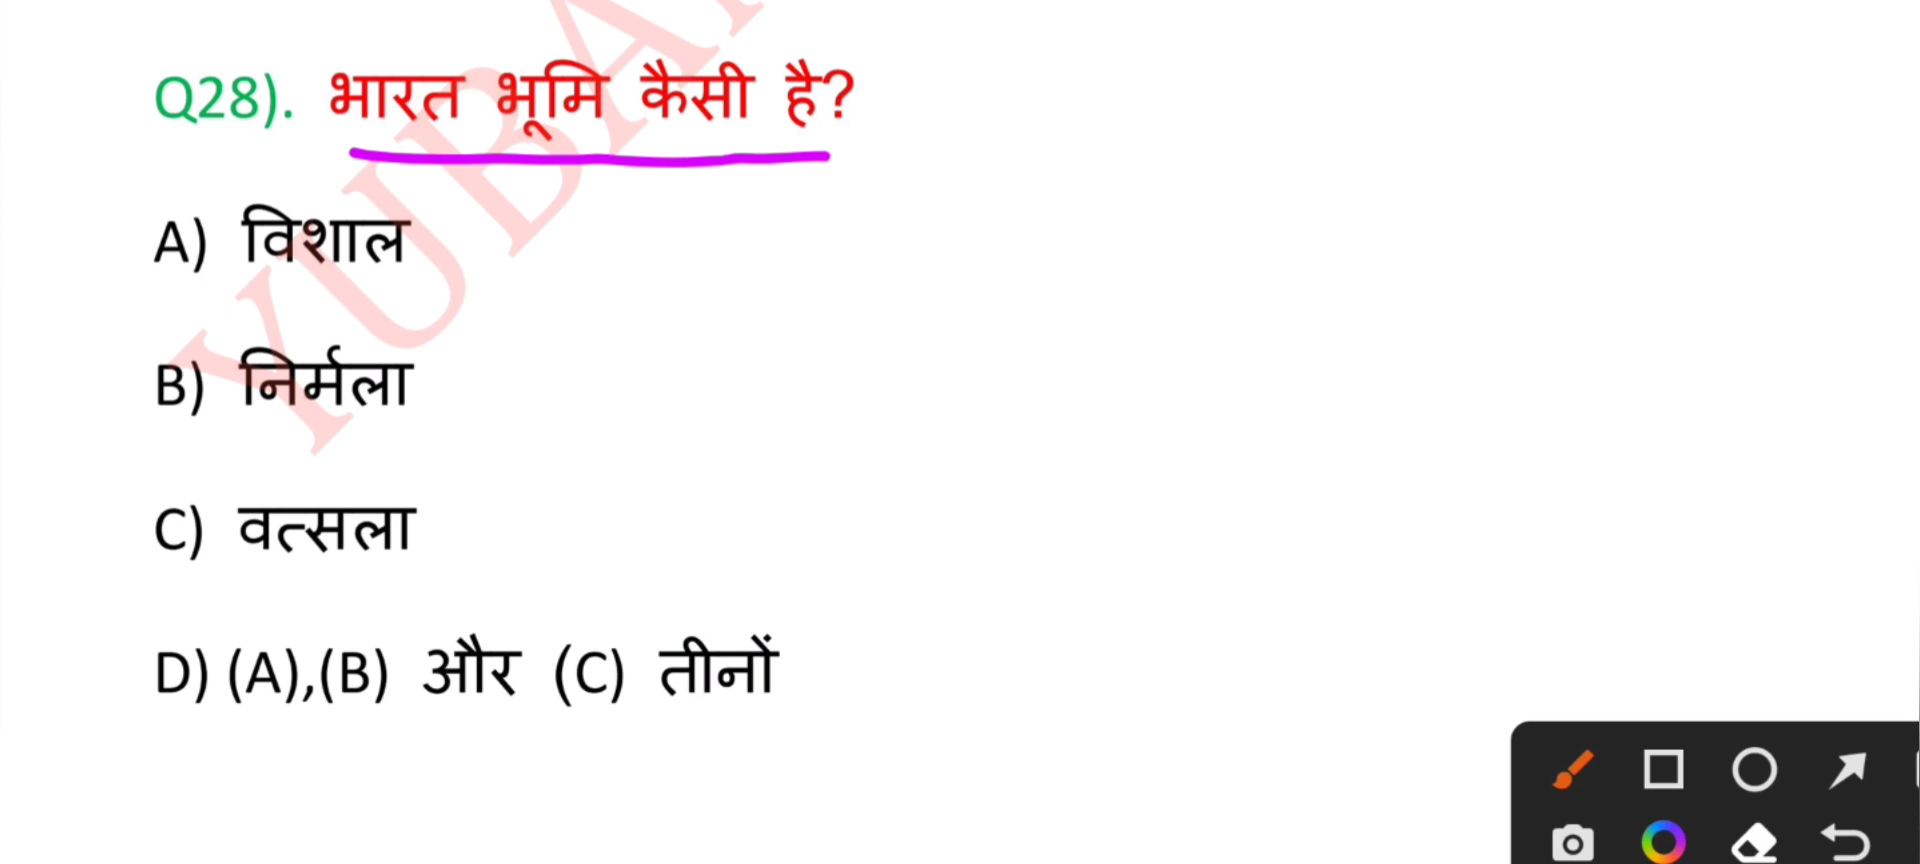 Q28). भारत भूमि कैसी है?
A) विशाल
B) निर्मला
C) वत्सला
D) (A),(B) और (C) तीनों